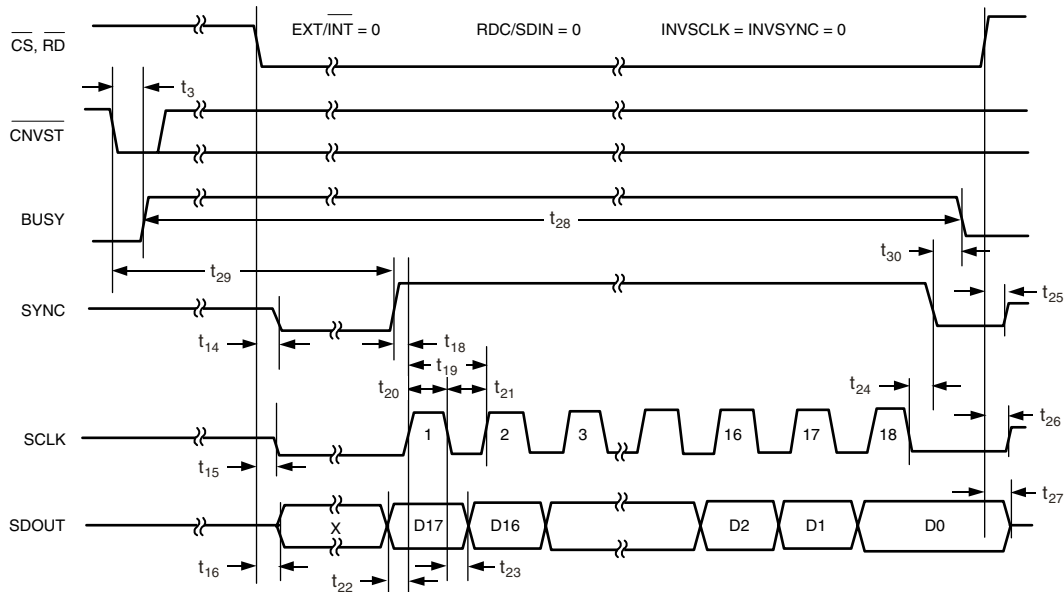 EXT/INT = 0 RDC/SDIN = 0 INVSCLK = INVSYNC = 0
CS, RD
t3
CNVST
BUSY
t28
t30
t29
SYNC
t25
t14
t18
t19
t20
t21
t24
t26
SCLK
1 2 3 16 17 18
t15
t27
SDOUT
X D17 D16 D2 D1 D0
t16
t22
t23